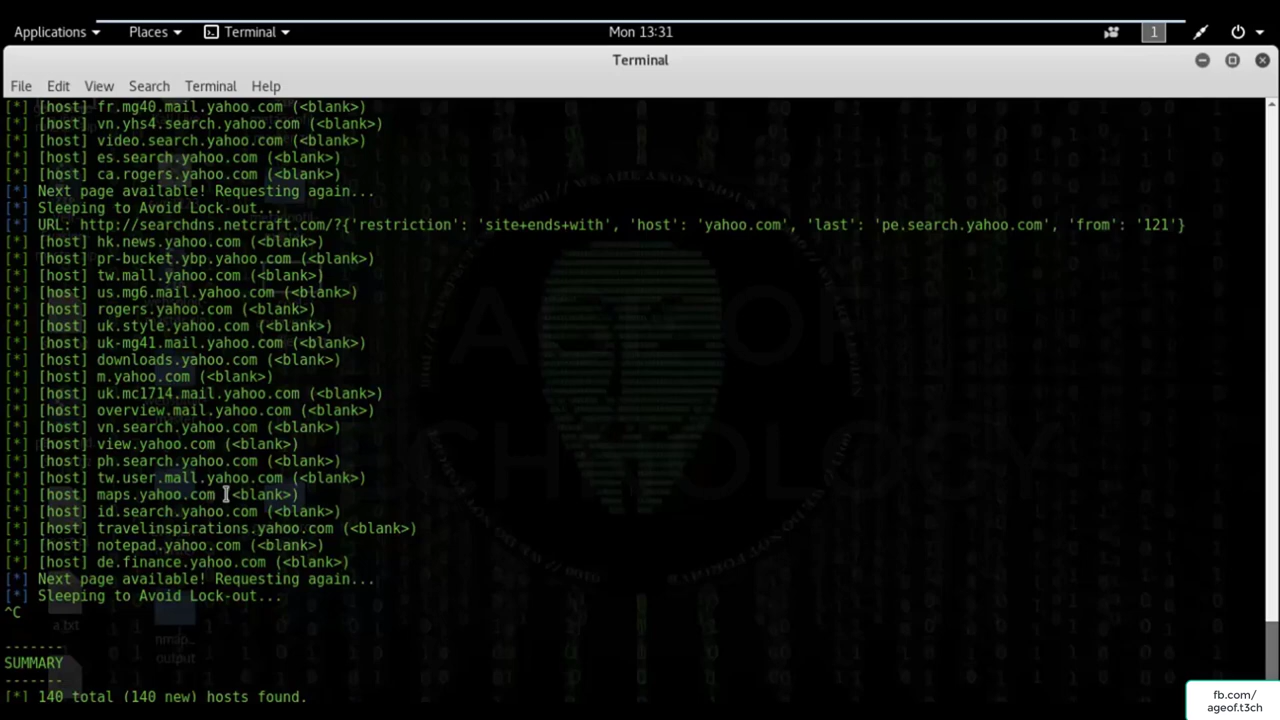 Applications Places Terminal Mon 13:31 1
Terminal
File Edit View Search Terminal Help
[*] [host] fr.mg40.mail.yahoo.com (<blank>)
[*] [host] vn.yhs4.search.yahoo.com (<blank>)
[*] [host] video.search.yahoo.com (<blank>)
[*] [host] es.search.yahoo.com (<blank>)
[*] [host] ca.rogers.yahoo.com (<blank>)
[*] Next page available! Requesting again...
[*] Sleeping to Avoid Lock-out...
[*] URL: http://searchdns.netcraft.com/?{'restriction': 'site+ends+with', 'host': 'yahoo.com', 'last': 'pe.search.yahoo.com', 'from': '121'}
[*] [host] hk.news.yahoo.com (<blank>)
[*] [host] pr-bucket.ybp.yahoo.com (<blank>)
[*] [host] tw.mall.yahoo.com (<blank>)
[*] [host] us.mg6.mail.yahoo.com (<blank>)
[*] [host] rogers.yahoo.com (<blank>)
[*] [host] uk.style.yahoo.com (<blank>)
[*] [host] uk-mg41.mail.yahoo.com (<blank>)
[*] [host] downloads.yahoo.com (<blank>)
[*] [host] m.yahoo.com (<blank>)
[*] [host] uk.mc1714.mail.yahoo.com (<blank>)
[*] [host] overview.mail.yahoo.com (<blank>)
[*] [host] vn.search.yahoo.com (<blank>)
[*] [host] view.yahoo.com (<blank>)
[*] [host] ph.search.yahoo.com (<blank>)
[*] [host] tw.user.mall.yahoo.com (<blank>)
[*] [host] maps.yahoo.com (<blank>)
[*] [host] id.search.yahoo.com (<blank>)
[*] [host] travelinspirations.yahoo.com (<blank>)
[*] [host] notepad.yahoo.com (<blank>)
[*] [host] de.finance.yahoo.com (<blank>)
[*] Next page available! Requesting again...
[*] Sleeping to Avoid Lock-out...
^C
a.txt
nmap_
output
-------
SUMMARY
-------
[*] 140 total (140 new) hosts found.
AGE OF
TECHNOLOGY
fb.com/
ageof.t3ch